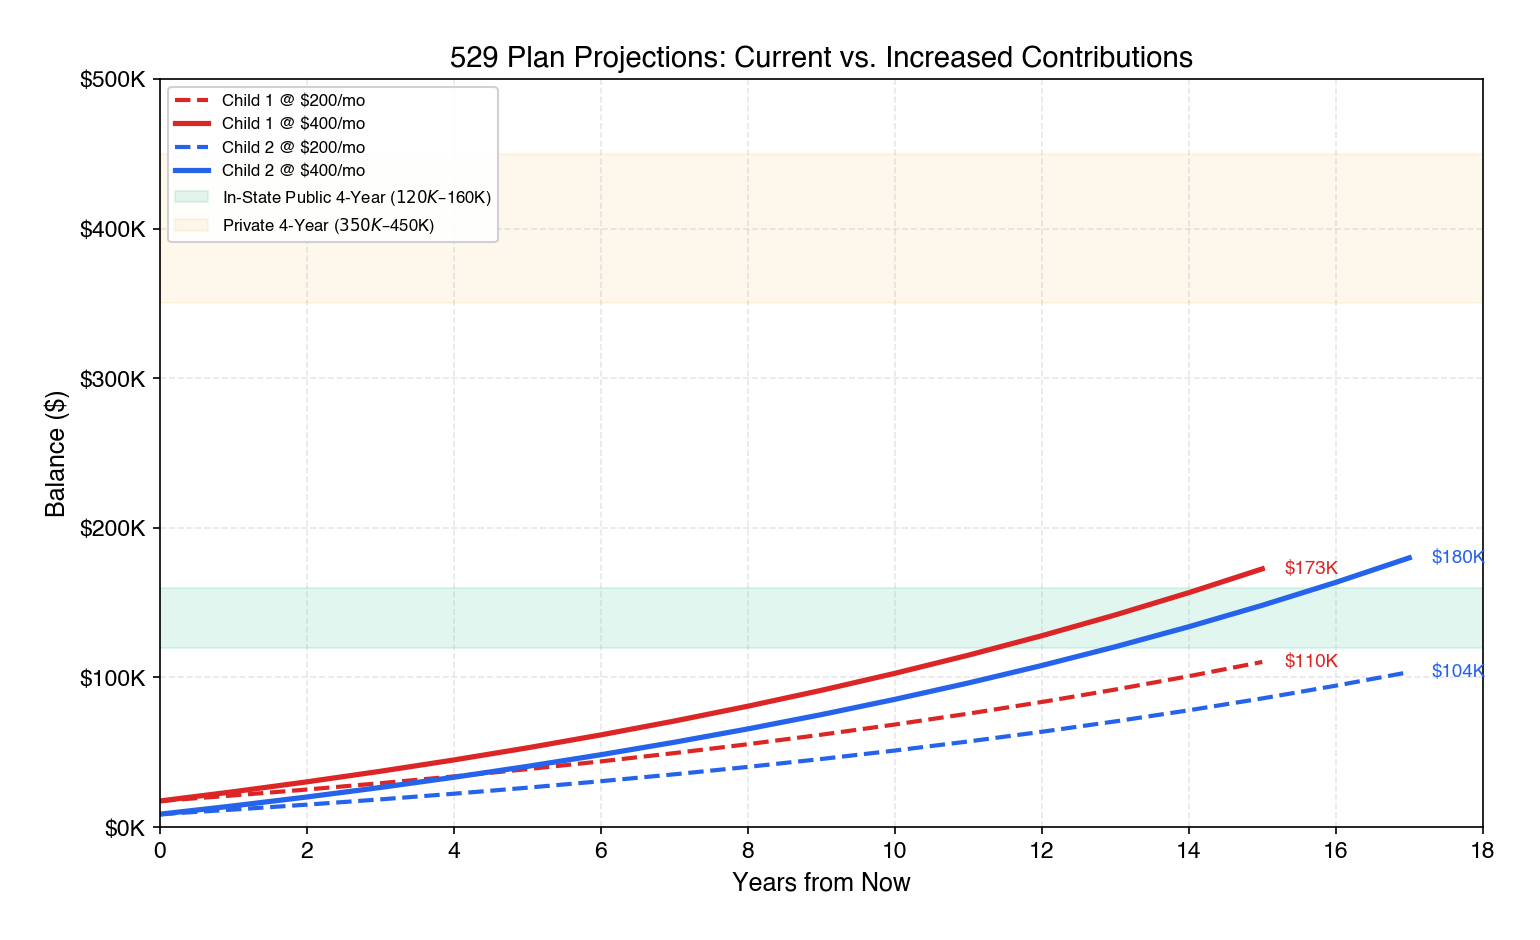 529 Plan Projections: Current vs. Increased Contributions
$500K
$400K
$300K
$200K
$100K
$0K
Balance ($)
Child 1 @ $200/mo
Child 1 @ $400/mo
Child 2 @ $200/mo
Child 2 @ $400/mo
In-State Public 4-Year (120K–160K)
Private 4-Year (350K–450K)
$173K
$180K
$110K
$104K
0 2 4 6 8 10 12 14 16 18
Years from Now